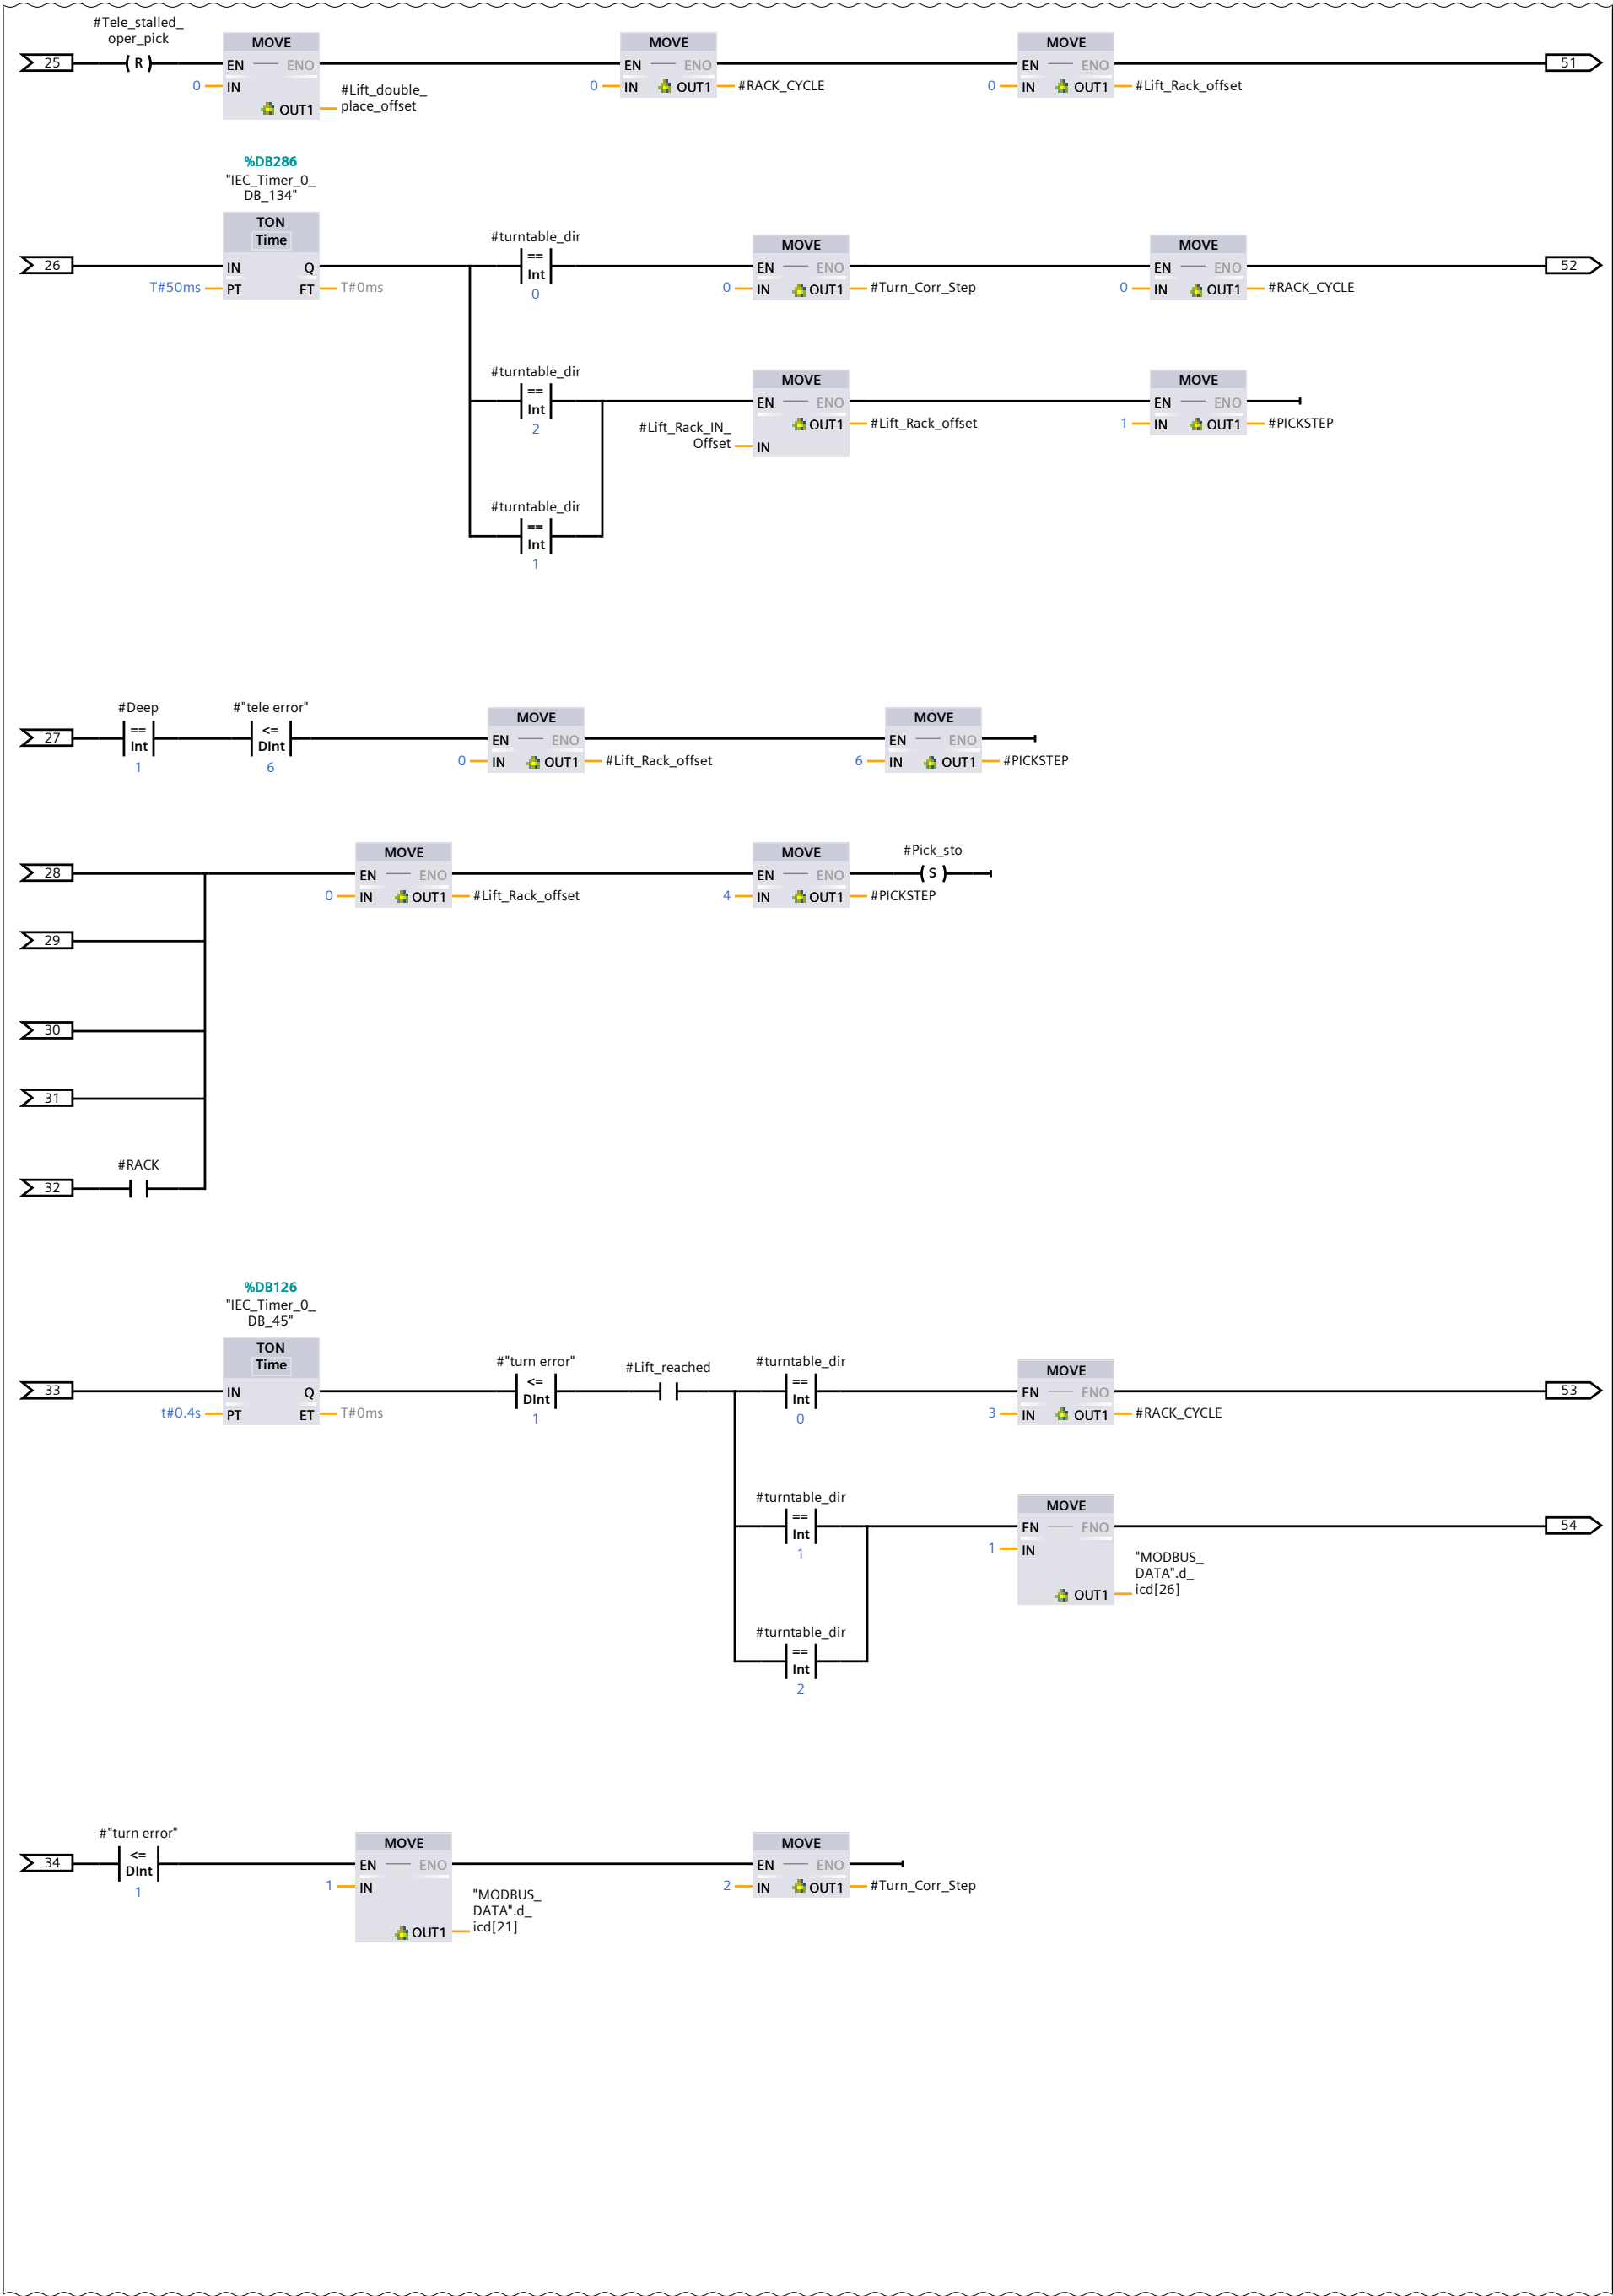 #Tele_stalled_
oper_pick
MOVE
MOVE
MOVE
25
( R )
EN ENO
EN ENO
EN ENO
51
0 IN
#Lift_double_
place_offset
OUT1
0 IN OUT1 #RACK_CYCLE
0 IN OUT1 #Lift_Rack_offset
%DB286
"IEC_Timer_0_
DB_134"
TON
Time
#turntable_dir
MOVE
MOVE
26
IN Q
==
Int
0
EN ENO
EN ENO
52
T#50ms PT ET T#0ms
0 IN OUT1 #Turn_Corr_Step
0 IN OUT1 #RACK_CYCLE
#turntable_dir
==
Int
2
MOVE
MOVE
EN ENO
EN ENO
OUT1 #Lift_Rack_offset
#Lift_Rack_IN_
Offset
IN
1 IN OUT1 #PICKSTEP
#turntable_dir
==
Int
1
#Deep
#"tele error"
MOVE
MOVE
27
==
Int
1
<=
DInt
6
EN ENO
EN ENO
0 IN OUT1 #Lift_Rack_offset
6 IN OUT1 #PICKSTEP
MOVE
MOVE
#Pick_sto
28
EN ENO
EN ENO
( S )
0 IN OUT1 #Lift_Rack_offset
4 IN OUT1 #PICKSTEP
29
30
31
#RACK
32
%DB126
"IEC_Timer_0_
DB_45"
TON
Time
#"turn error"
#Lift_reached
#turntable_dir
MOVE
33
IN Q
<=
DInt
1
==
Int
0
EN ENO
53
t#0.4s PT ET T#0ms
3 IN OUT1 #RACK_CYCLE
#turntable_dir
==
Int
1
MOVE
EN ENO
54
1 IN
"MODBUS_
DATA".d_
icd[26]
OUT1
#turntable_dir
==
Int
2
#"turn error"
MOVE
MOVE
34
<=
DInt
1
EN ENO
EN ENO
1 IN
"MODBUS_
DATA".d_
icd[21]
OUT1
2 IN OUT1 #Turn_Corr_Step